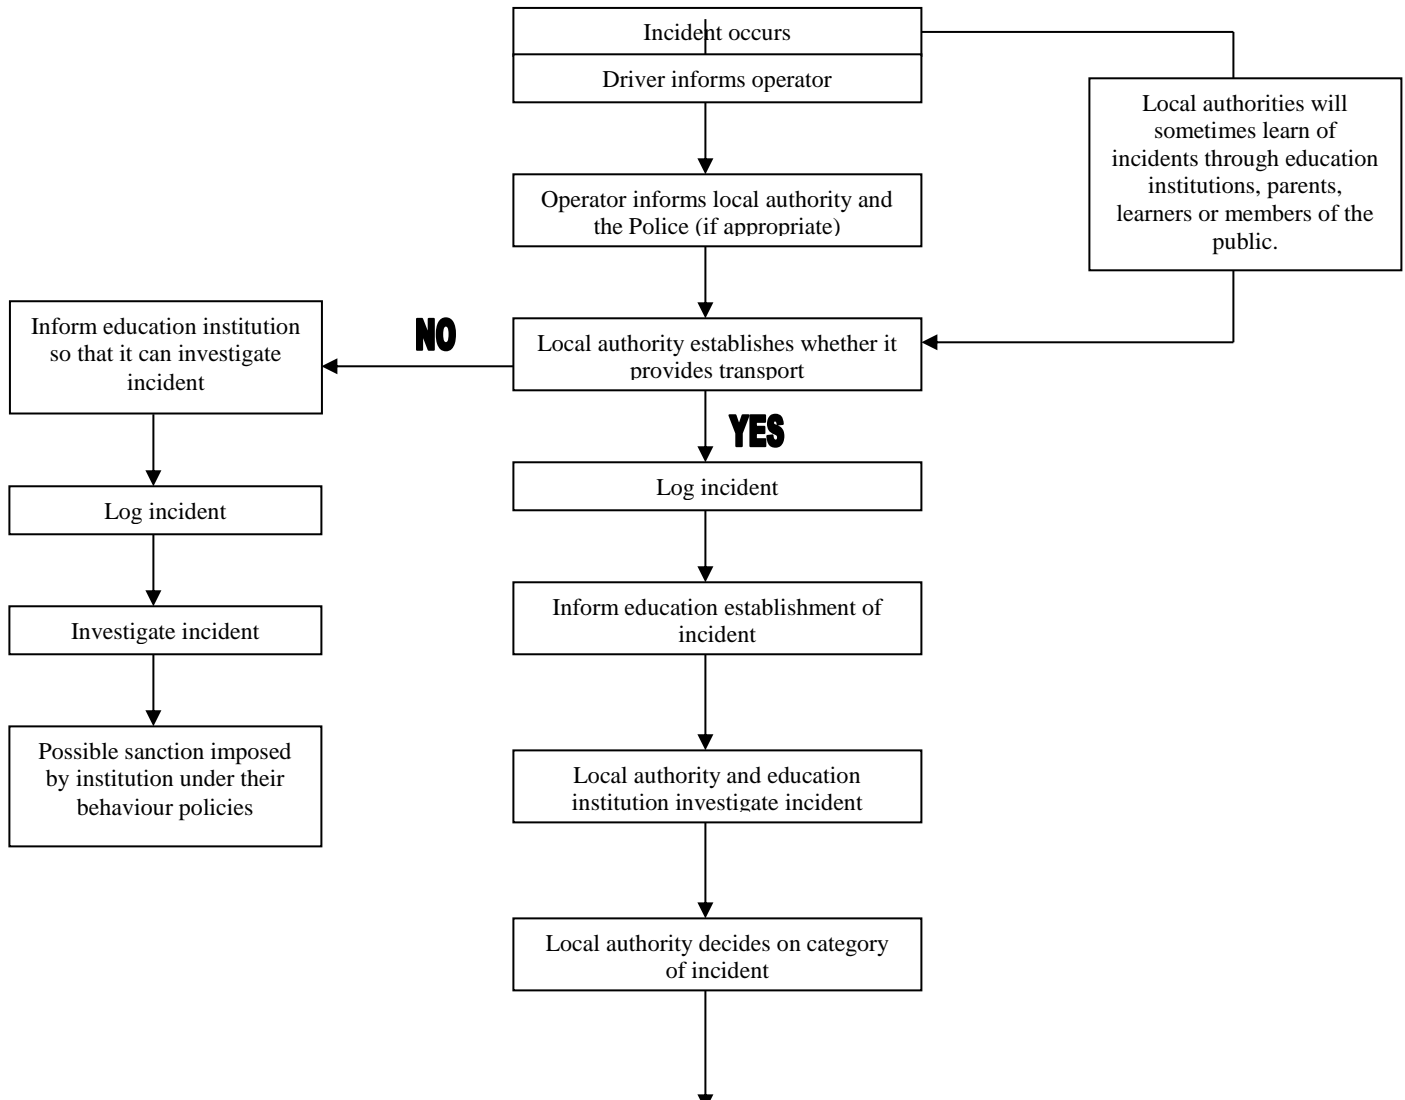 Incident occurs
Driver informs operator
Local authorities will
sometimes learn of
incidents through education
institutions, parents,
learners or members of the
public.
Operator informs local authority and
the Police (if appropriate)
Inform education institution
so that it can investigate
incident
NO
Local authority establishes whether it
provides transport
YES
Log incident
Log incident
Inform education establishment of
incident
Investigate incident
Possible sanction imposed
by institution under their
behaviour policies
Local authority and education
institution investigate incident
Local authority decides on category
of incident